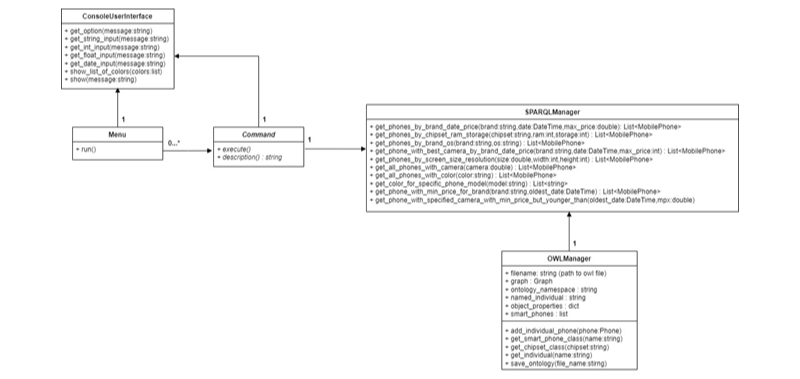 ConsoleUserInterface
+ get_option(message:string)
+ get_string_input(message:string)
+ get_int_input(message:string)
+ get_float_input(message:string)
+ get_date_input(message:string)
+ show_list_of_colors(colors:list)
+ show(message:string)
1
1
Menu
+ run()
0...*
Command
+ execute()
+ description() : string
1
SPARQLManager
+ get_phones_by_brand_date_price(brand:string,date:DateTime,max_price:double): List<MobilePhone>
+ get_phones_by_chipset_ram_storage(chipset:string,ram:int,storage:int) : List<MobilePhone>
+ get_phones_by_brand_os(brand:string,os:string) : List<MobilePhone>
+ get_phone_with_best_camera_by_brand_date_price(brand:string,date:DateTime,max_price:int) : List<MobilePhone>
+ get_phones_by_screen_size_resolution(size:double,width:int,height:int) : List<MobilePhone>
+ get_all_phones_with_camera(camera:double) : List<MobilePhone>
+ get_all_phones_with_color(color:string) : List<MobilePhone>
+ get_color_for_specific_phone_model(model:string) : List<string>
+ get_phone_with_min_price_for_brand(brand:string,oldest_date:DateTime) : List<MobilePhone>
+ get_phone_with_specified_camera_with_min_price_but_younger_than(oldest_date:DateTime,mpx:double)
1
OWLManager
+ filename: string (path to owl file)
+ graph : Graph
+ ontology_namespace : string
+ named_individual : string
+ object_properties : dict
+ smart_phones : list
+ add_individual_phone(phone:Phone)
+ get_smart_phone_class(name:string)
+ get_chipset_class(chipset:string)
+ get_individual(name:string)
+ save_ontology(file_name:string)